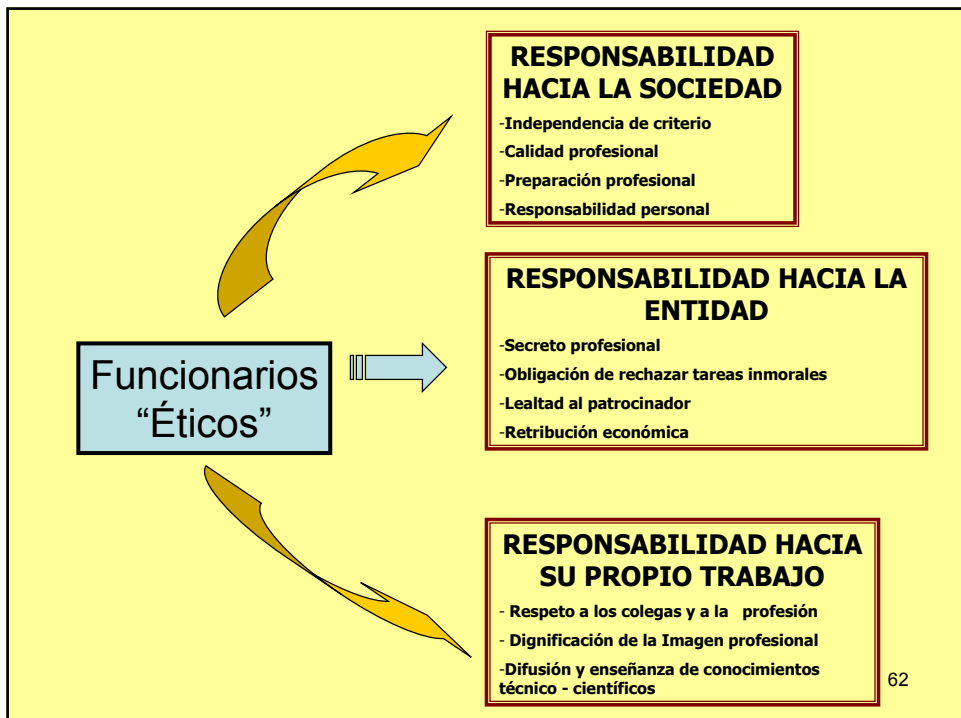 RESPONSABILIDAD
HACIA LA SOCIEDAD
-Independencia de criterio
-Calidad profesional
-Preparación profesional
-Responsabilidad personal
Funcionarios
“Éticos”
RESPONSABILIDAD HACIA LA
ENTIDAD
-Secreto profesional
-Obligación de rechazar tareas inmorales
-Lealtad al patrocinador
-Retribución económica
RESPONSABILIDAD HACIA
SU PROPIO TRABAJO
- Respeto a los colegas y a la profesión
- Dignificación de la Imagen profesional
-Difusión y enseñanza de conocimientos
técnico - científicos
62